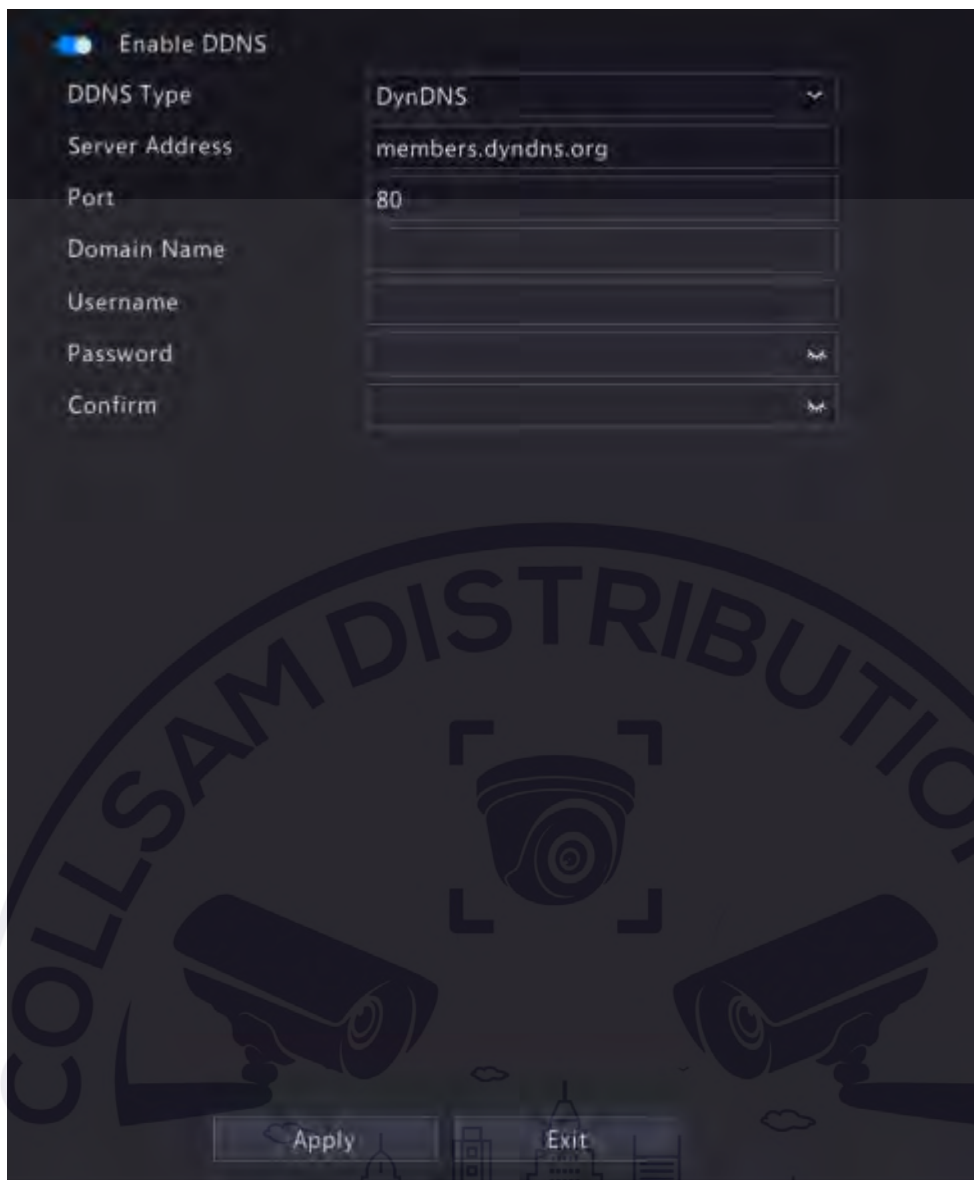 Enable DDNS
DDNS Type DynDNS
Server Address members.dyndns.org
Port 80
Domain Name
Username
Password
Confirm
COLLSAM DISTRIBUTION
Apply Exit